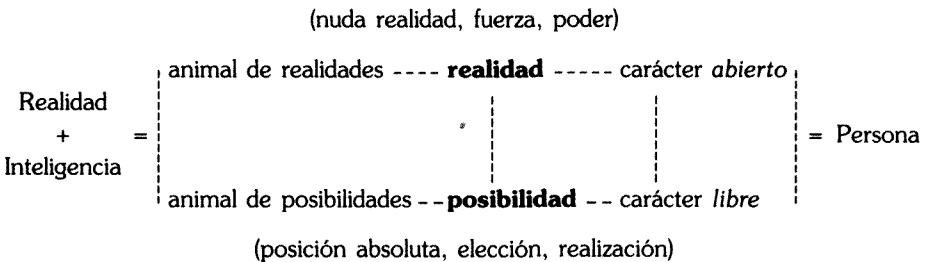 (nuda realidad, fuerza, poder)
animal de realidades ---- realidad ----- carácter abierto
Realidad
+
Inteligencia
=
= Persona
animal de posibilidades -- posibilidad -- carácter libre
(posición absoluta, elección, realización)